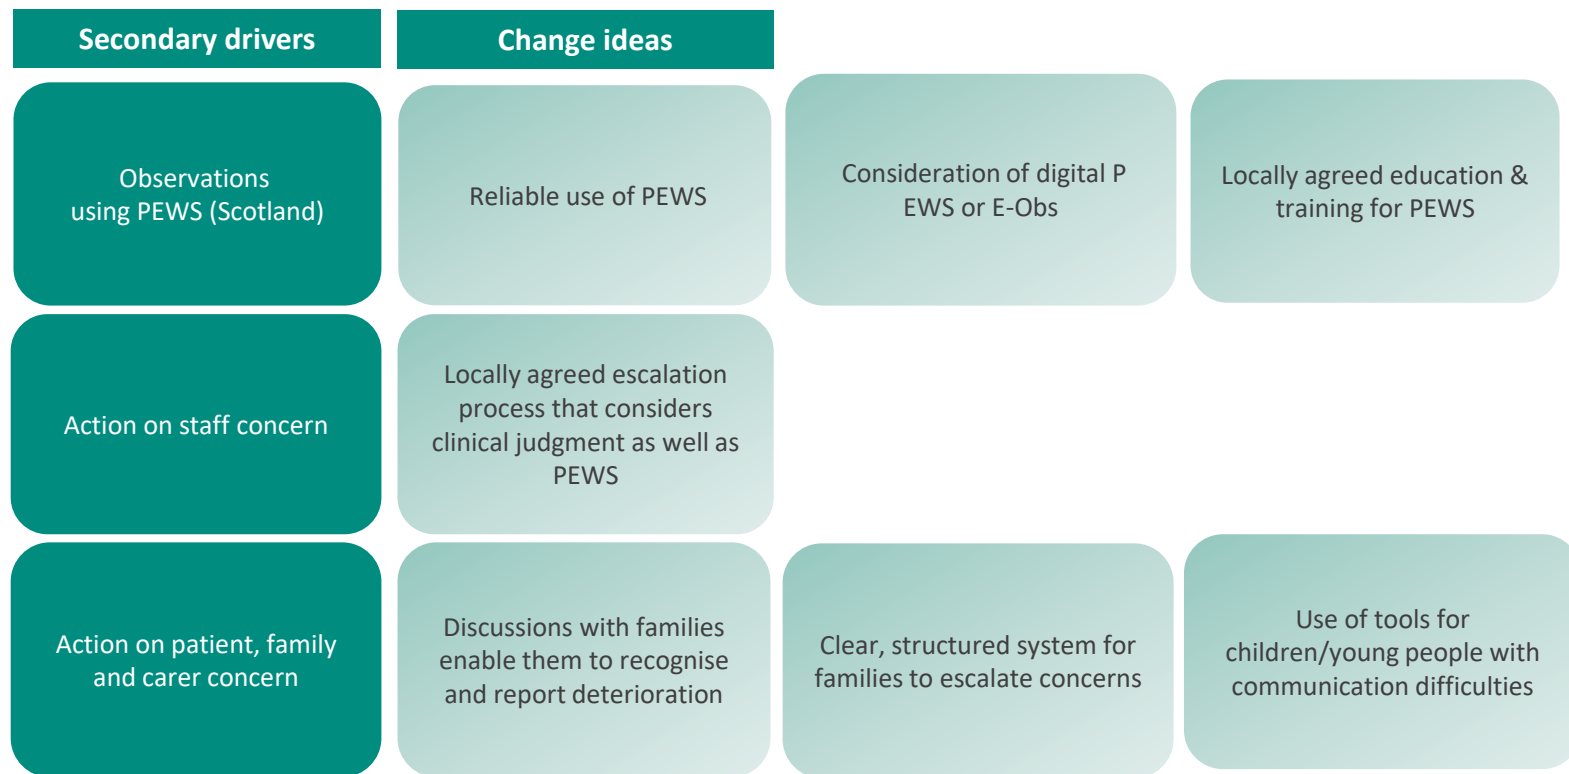 Secondary drivers
Change ideas
Observations
using PEWS (Scotland)
Reliable use of PEWS
Consideration of digital P
EWS or E-Obs
Locally agreed education &
training for PEWS
Action on staff concern
Locally agreed escalation
process that considers
clinical judgment as well as
PEWS
Action on patient, family
and carer concern
Discussions with families
enable them to recognise
and report deterioration
Clear, structured system for
families to escalate concerns
Use of tools for
children/young people with
communication difficulties